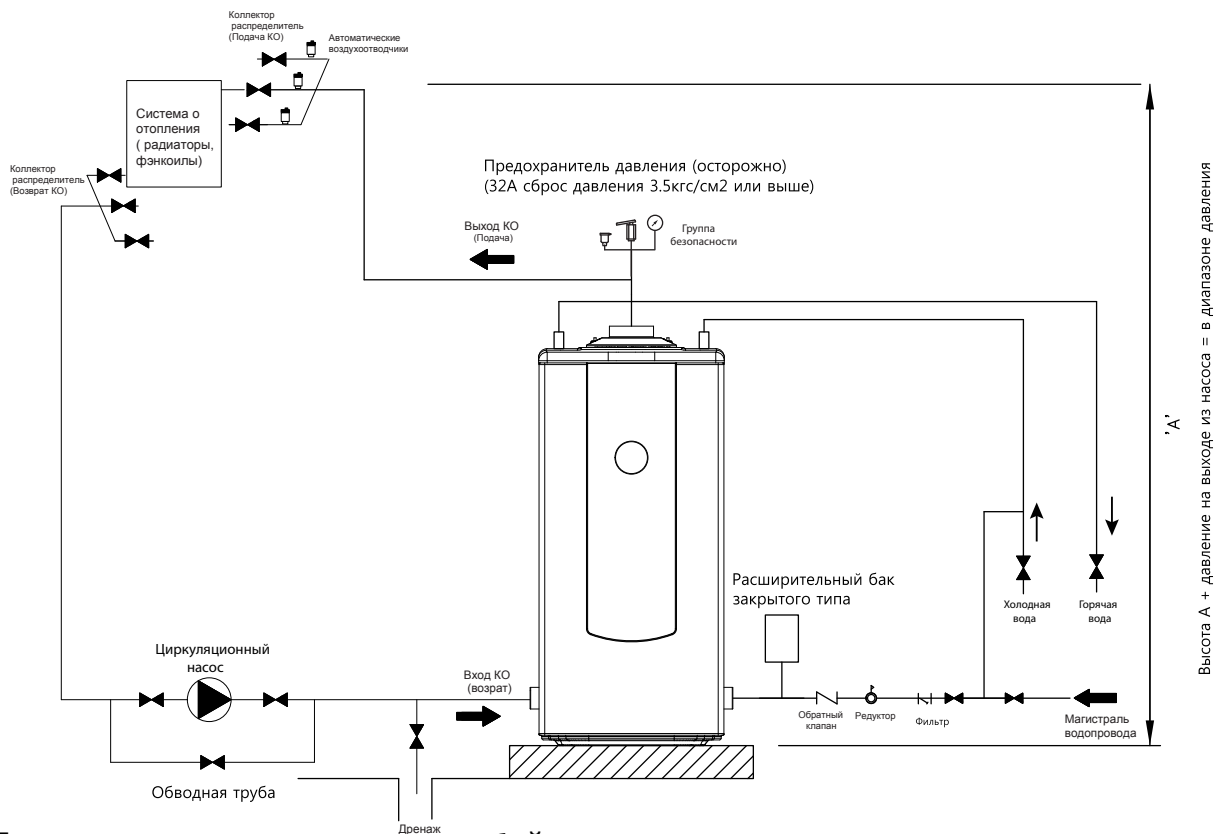 Коллектор
распределитель
(Подача КО)
Автоматические
воздухоотводчики
Система о
отопления
( радиаторы,
фэнкоилы)
Коллектор
распределитель
(Возврат КО)
Предохранитель давления (осторожно)
(32А сброс давления 3.5кгс/см2 или выше)
Выход КО
(Подача)
Группа
безопасности
'А'
Высота А + давление на выходе из насоса = в диапазоне давления
Расширительный бак
закрытого типа
Холодная
вода
Горячая
вода
Циркуляционный
насос
Вход КО
(возрат)
Обратный
клапан
Редуктор
Фильтр
Магистраль
водопровода
Обводная труба
Дренаж